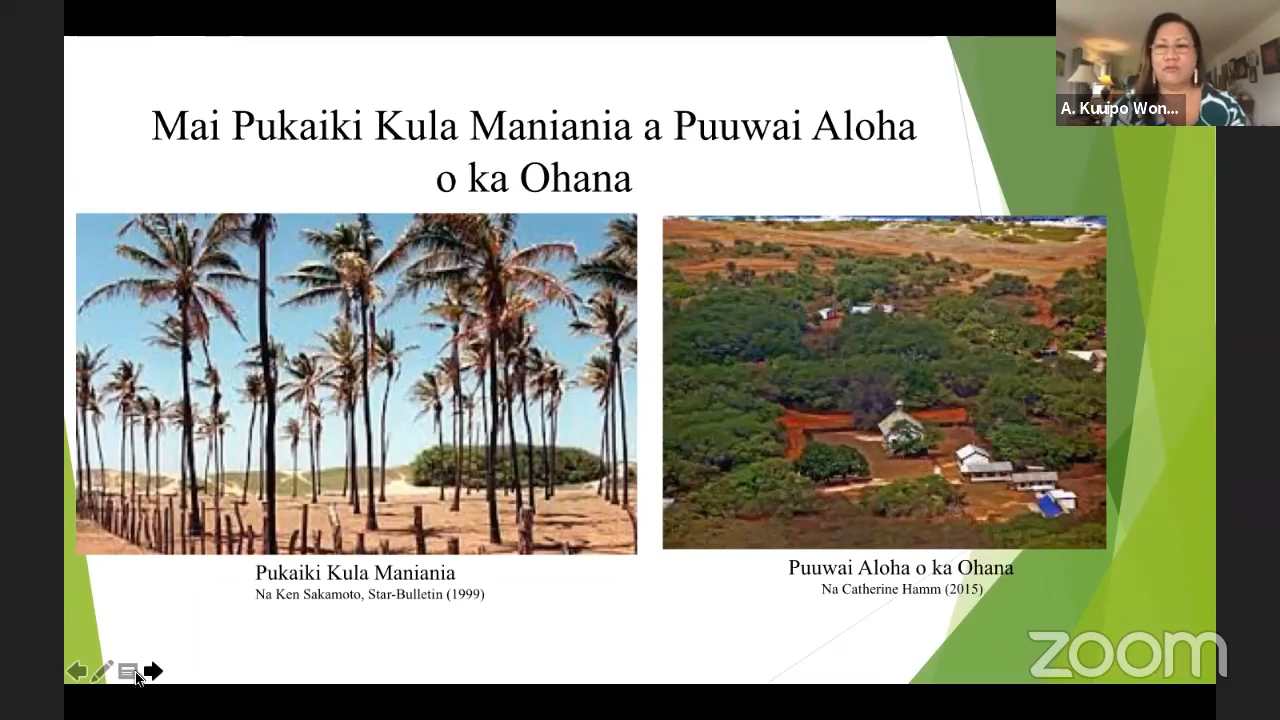 A. Kuuipo Won...
Mai Pukaiki Kula Maniania a Puuwai Aloha
o ka Ohana
Pukaiki Kula Maniania
Na Ken Sakamoto, Star-Bulletin (1999)
Puuwai Aloha o ka Ohana
Na Catherine Hamm (2015)
zoom